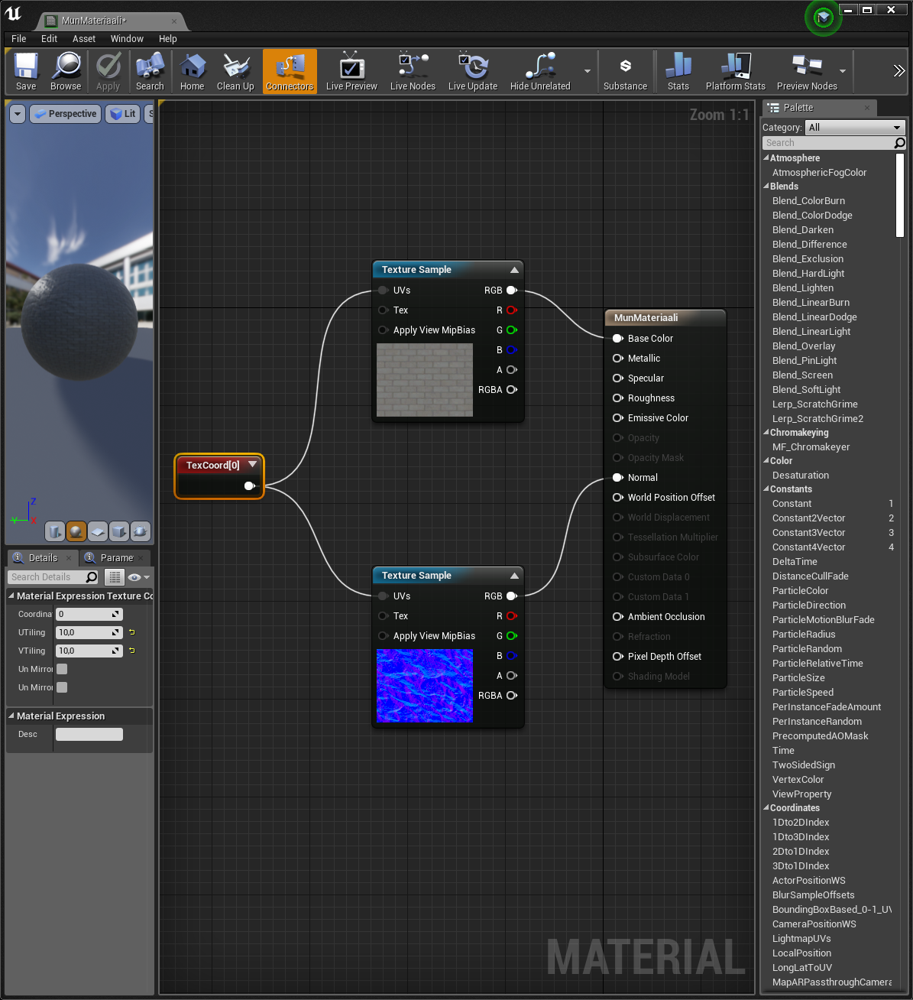 MunMateriaali*
File Edit Asset Window Help
Save Browse Apply Search Home Clean Up Connectors Live Preview Live Nodes Live Update Hide Unrelated Substance Stats Platform Stats Preview Nodes
Perspective Lit S
Z
Y X
Details Parame
Search Details
Material Expression Texture Co
Coordina 0
UTiling 10,0
VTiling 10,0
Un Mirro
Un Mirro
Material Expression
Desc
Zoom 1:1
Texture Sample
UVs RGB
Tex R
Apply View MipBias G
B
A
RGBA
TexCoord[0]
Texture Sample
UVs RGB
Tex R
Apply View MipBias G
B
A
RGBA
MunMateriaali
Base Color
Metallic
Specular
Roughness
Emissive Color
Opacity
Opacity Mask
Normal
World Position Offset
World Displacement
Tessellation Multiplier
Subsurface Color
Custom Data 0
Custom Data 1
Ambient Occlusion
Refraction
Pixel Depth Offset
Shading Model
MATERIAL
Palette
Category: All
Search
Atmosphere
AtmosphericFogColor
Blends
Blend_ColorBurn
Blend_ColorDodge
Blend_Darken
Blend_Difference
Blend_Exclusion
Blend_HardLight
Blend_Lighten
Blend_LinearBurn
Blend_LinearDodge
Blend_LinearLight
Blend_Overlay
Blend_PinLight
Blend_Screen
Blend_SoftLight
Lerp_ScratchGrime
Lerp_ScratchGrime2
Chromakeying
MF_Chromakeyer
Color
Desaturation
Constants
Constant 1
Constant2Vector 2
Constant3Vector 3
Constant4Vector 4
DeltaTime
DistanceCullFade
ParticleColor
ParticleDirection
ParticleMotionBlurFade
ParticleRadius
ParticleRandom
ParticleRelativeTime
ParticleSize
ParticleSpeed
PerInstanceFadeAmount
PerInstanceRandom
PrecomputedAOMask
Time
TwoSidedSign
VertexColor
ViewProperty
Coordinates
1Dto2DIndex
1Dto3DIndex
2Dto1DIndex
3Dto1DIndex
ActorPositionWS
BlurSampleOffsets
BoundingBoxBased_0-1_UV
CameraPositionWS
LightmapUVs
LocalPosition
LongLatToUV
MapARPassthroughCamera